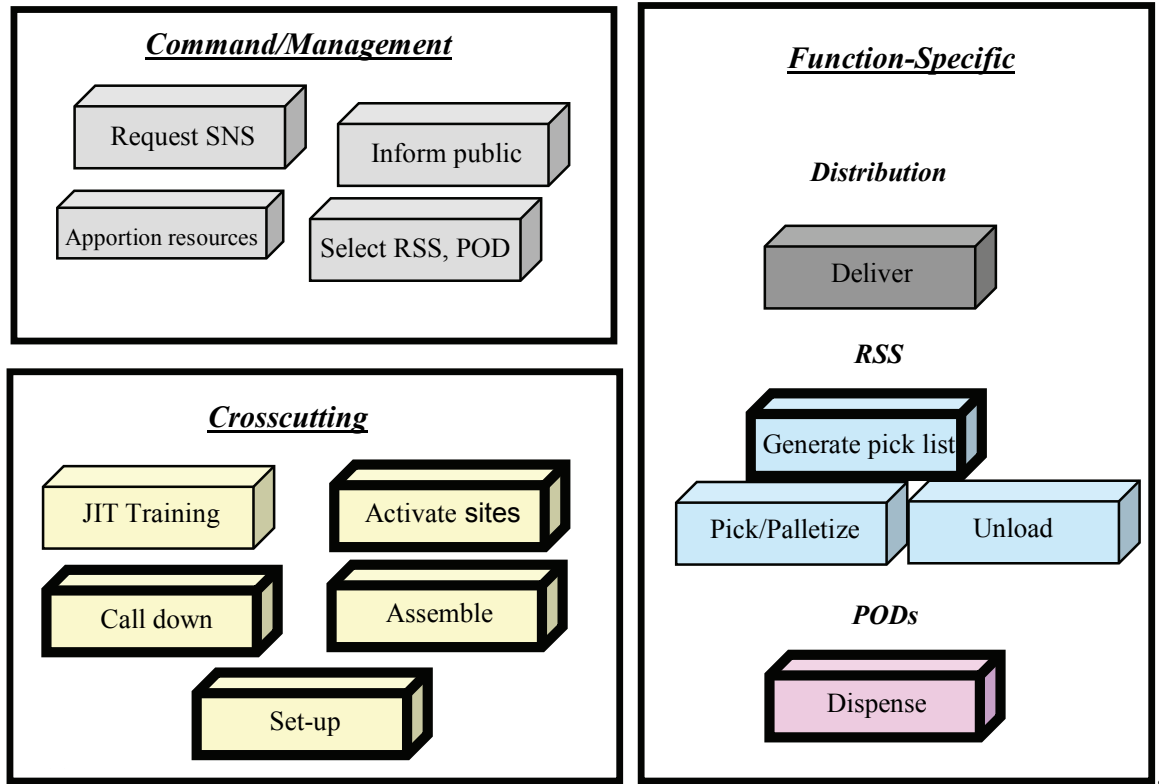 Command/Management
Request SNS
Inform public
Apportion resources
Select RSS, POD
Crosscutting
JIT Training
Activate sites
Call down
Assemble
Set-up
Function-Specific
Distribution
Deliver
RSS
Generate pick list
Pick/Palletize
Unload
PODs
Dispense